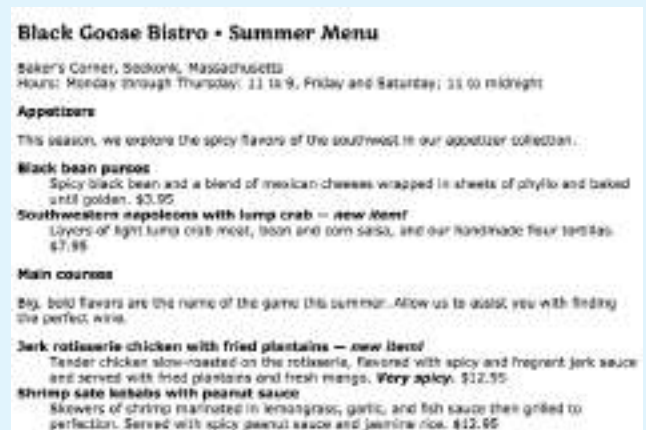 Black Goose Bistro • Summer Menu
Baker's Corner, Seekonk, Massachusetts
Hours: Monday through Thursday: 11 to 9, Friday and Saturday; 11 to midnight
Appetizers
This season, we explore the spicy flavors of the southwest in our appetizer collection.
Black bean purses
Spicy black bean and a blend of mexican cheeses wrapped in sheets of phyllo and baked
until golden. $3.95
Southwestern napoleons with lump crab — new item!
Layers of light lump crab meat, bean and corn salsa, and our handmade flour tortillas.
$7.95
Main courses
Big, bold flavors are the name of the game this summer. Allow us to assist you with finding
the perfect wine.
Jerk rotisserie chicken with fried plantains — new item!
Tender chicken slow-roasted on the rotisserie, flavored with spicy and fragrant jerk sauce
and served with fried plantains and fresh mango. Very spicy. $12.95
Shrimp sate kebabs with peanut sauce
Skewers of shrimp marinated in lemongrass, garlic, and fish sauce then grilled to
perfection. Served with spicy peanut sauce and jasmine rice. $12.95